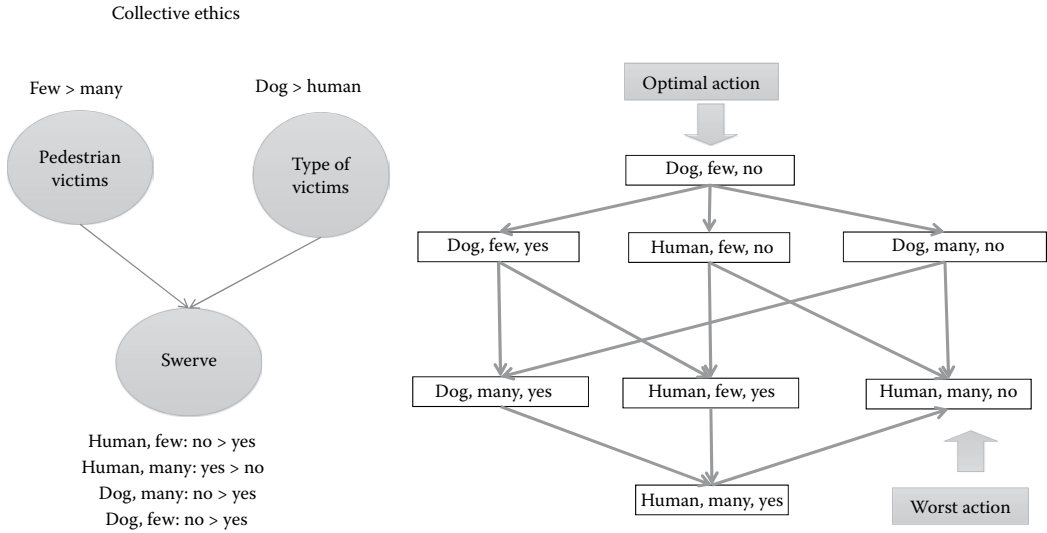 Collective ethics
Few > many
Dog > human
Pedestrian
victims
Type of
victims
Swerve
Human, few: no > yes
Human, many: yes > no
Dog, many: no > yes
Dog, few: no > yes
Optimal action
Dog, few, no
Dog, few, yes
Human, few, no
Dog, many, no
Dog, many, yes
Human, few, yes
Human, many, no
Human, many, yes
Worst action